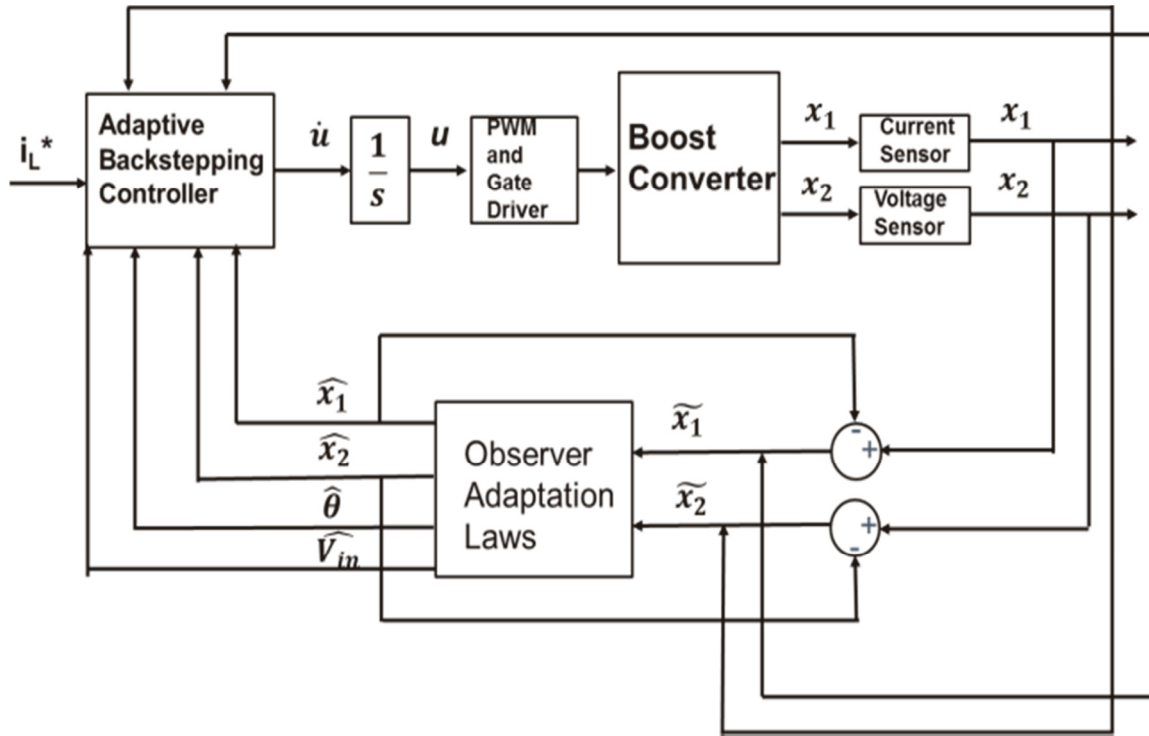 Adaptive
Backstepping
Controller
i_L*
u̇
1
s
u
PWM
and
Gate
Driver
Boost
Converter
x₁
x₂
Current
Sensor
Voltage
Sensor
x₁
x₂
x̂₁
x̂₂
θ̂
V̂ᵢₙ
Observer
Adaptation
Laws
x̃₁
x̃₂
-
+
+
-